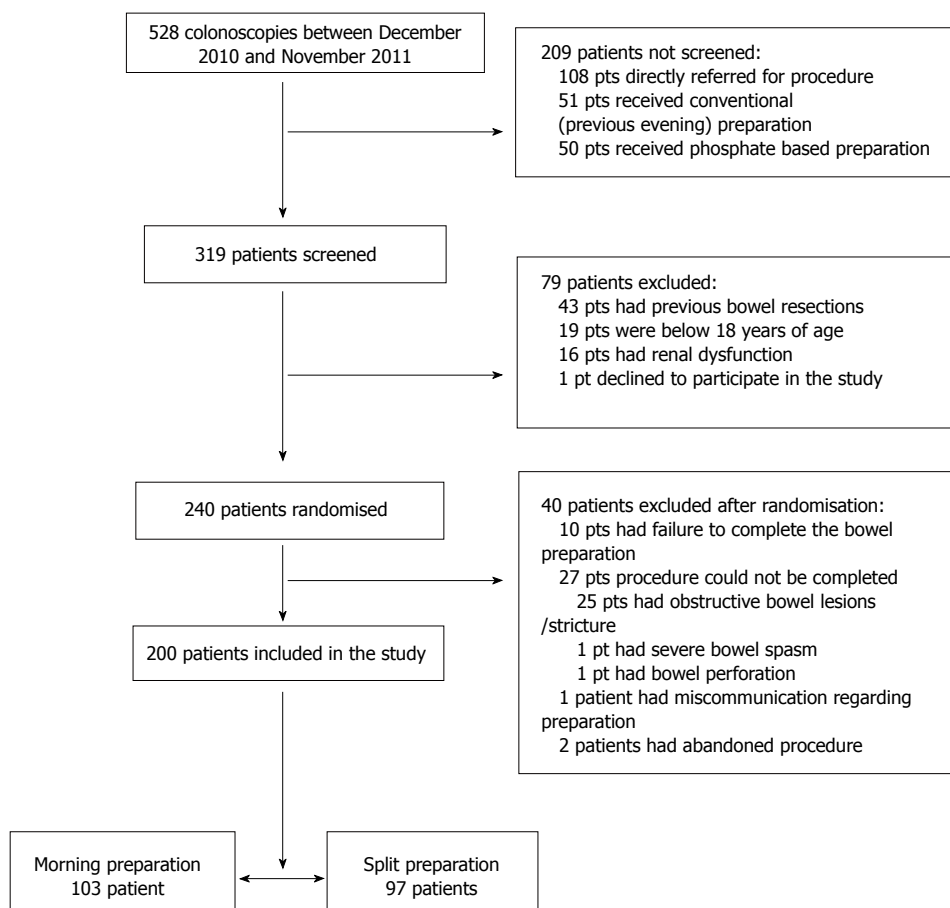 528 colonoscopies between December
2010 and November 2011
209 patients not screened:
108 pts directly referred for procedure
51 pts received conventional
(previous evening) preparation
50 pts received phosphate based preparation
319 patients screened
79 patients excluded:
43 pts had previous bowel resections
19 pts were below 18 years of age
16 pts had renal dysfunction
1 pt declined to participate in the study
240 patients randomised
40 patients excluded after randomisation:
10 pts had failure to complete the bowel
preparation
27 pts procedure could not be completed
25 pts had obstructive bowel lesions
/stricture
1 pt had severe bowel spasm
1 pt had bowel perforation
1 patient had miscommunication regarding
preparation
2 patients had abandoned procedure
200 patients included in the study
Morning preparation
103 patient
Split preparation
97 patients